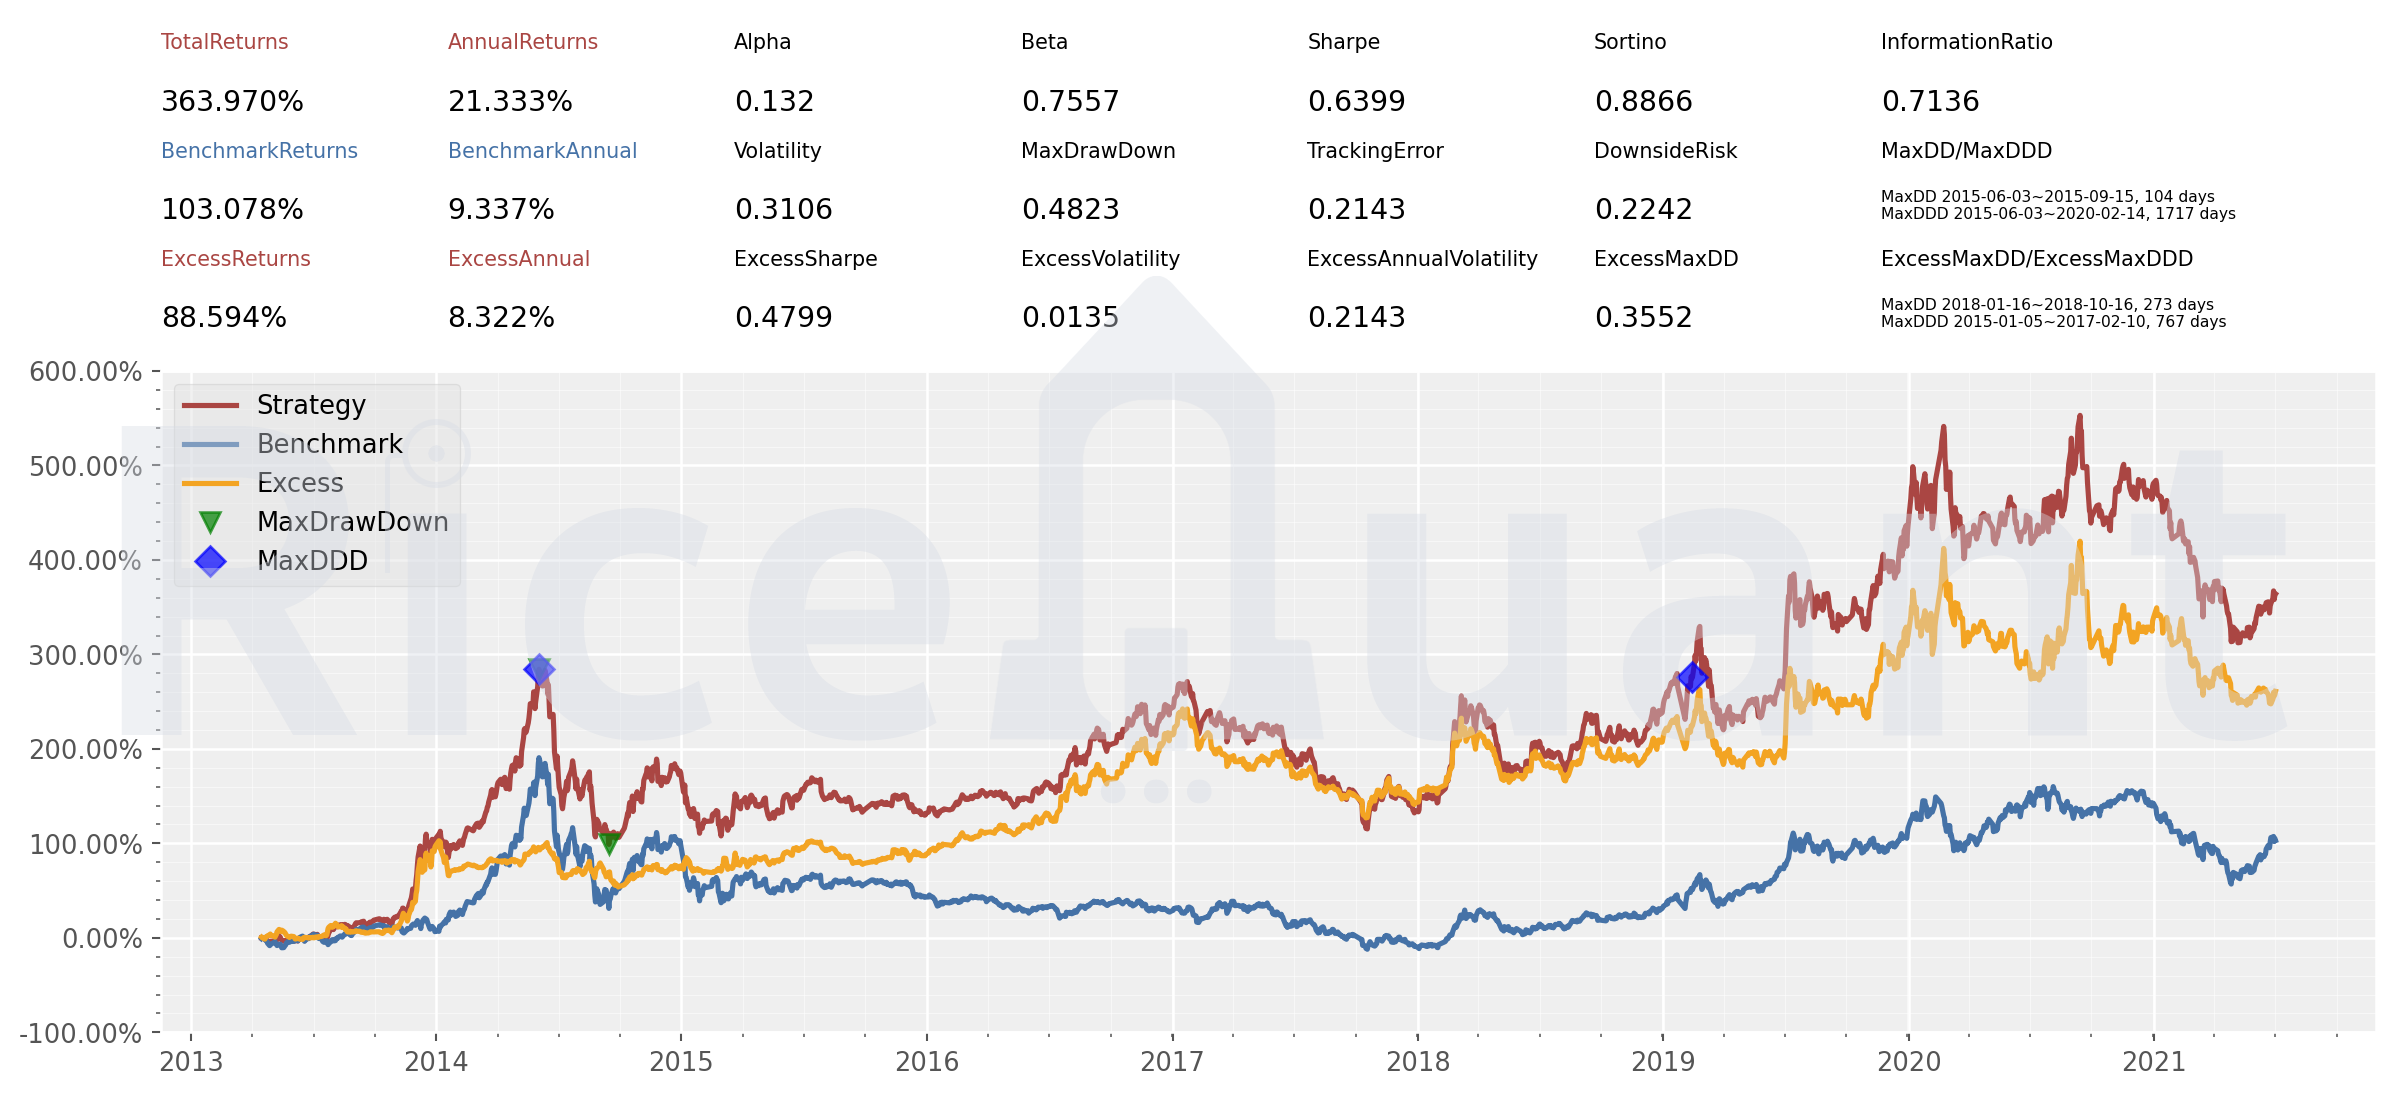 TotalReturns AnnualReturns Alpha Beta Sharpe Sortino InformationRatio
363.970% 21.333% 0.132 0.7557 0.6399 0.8866 0.7136
BenchmarkReturns BenchmarkAnnual Volatility MaxDrawDown TrackingError DownsideRisk MaxDD/MaxDDD
103.078% 9.337% 0.3106 0.4823 0.2143 0.2242 MaxDD 2015-06-03~2015-09-15, 104 days
MaxDDD 2015-06-03~2020-02-14, 1717 days
ExcessReturns ExcessAnnual ExcessSharpe ExcessVolatility ExcessAnnualVolatility ExcessMaxDD ExcessMaxDD/ExcessMaxDDD
88.594% 8.322% 0.4799 0.0135 0.2143 0.3552 MaxDD 2018-01-16~2018-10-16, 273 days
MaxDDD 2015-01-05~2017-02-10, 767 days
600.00%
Strategy
Benchmark
500.00%
Excess
MaxDrawDown
MaxDDD
400.00%
RiceQuant
300.00%
200.00%
100.00%
0.00%
-100.00%
2013 2014 2015 2016 2017 2018 2019 2020 2021